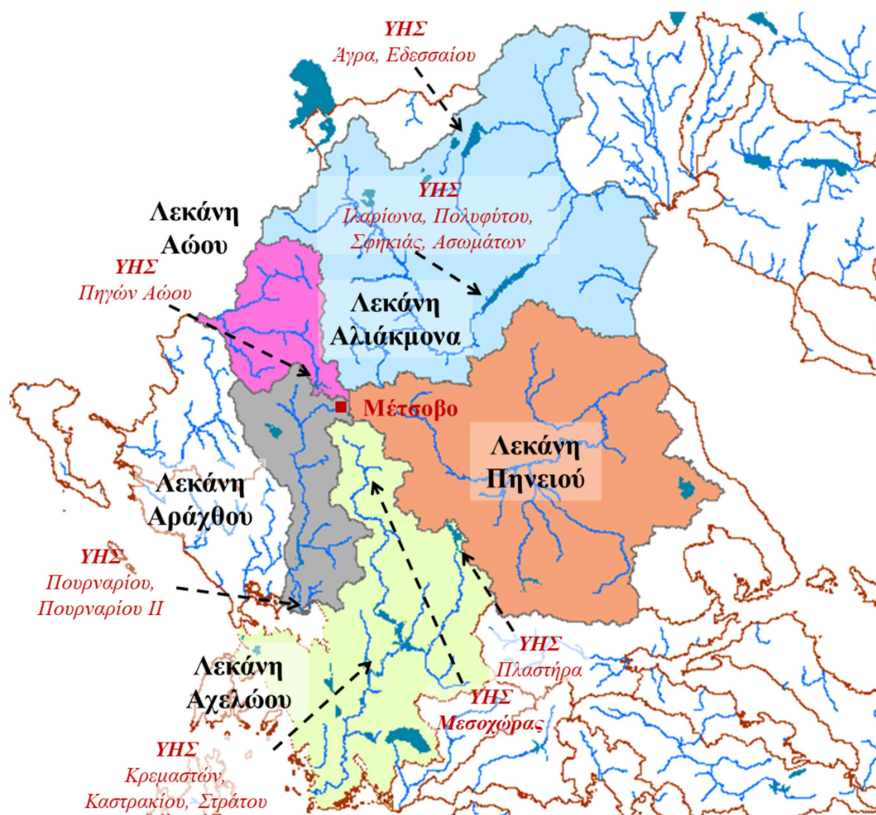 ΥΗΣ
Άγρα, Εδεσσαίου
ΥΗΣ
Ιλαρίωνα, Πολυφύτου,
Σφηκιάς, Ασωμάτων
Λεκάνη
Αώου
ΥΗΣ
Πηγών Αώου
Λεκάνη
Αλιάκμονα
Μέτσοβο
Λεκάνη
Πηνειού
Λεκάνη
Αράχθου
ΥΗΣ
Πουρναρίου,
Πουρναρίου ΙΙ
ΥΗΣ
Πλαστήρα
Λεκάνη
Αχελώου
ΥΗΣ
Μεσοχώρας
ΥΗΣ
Κρεμαστών,
Καστρακίου, Στράτου